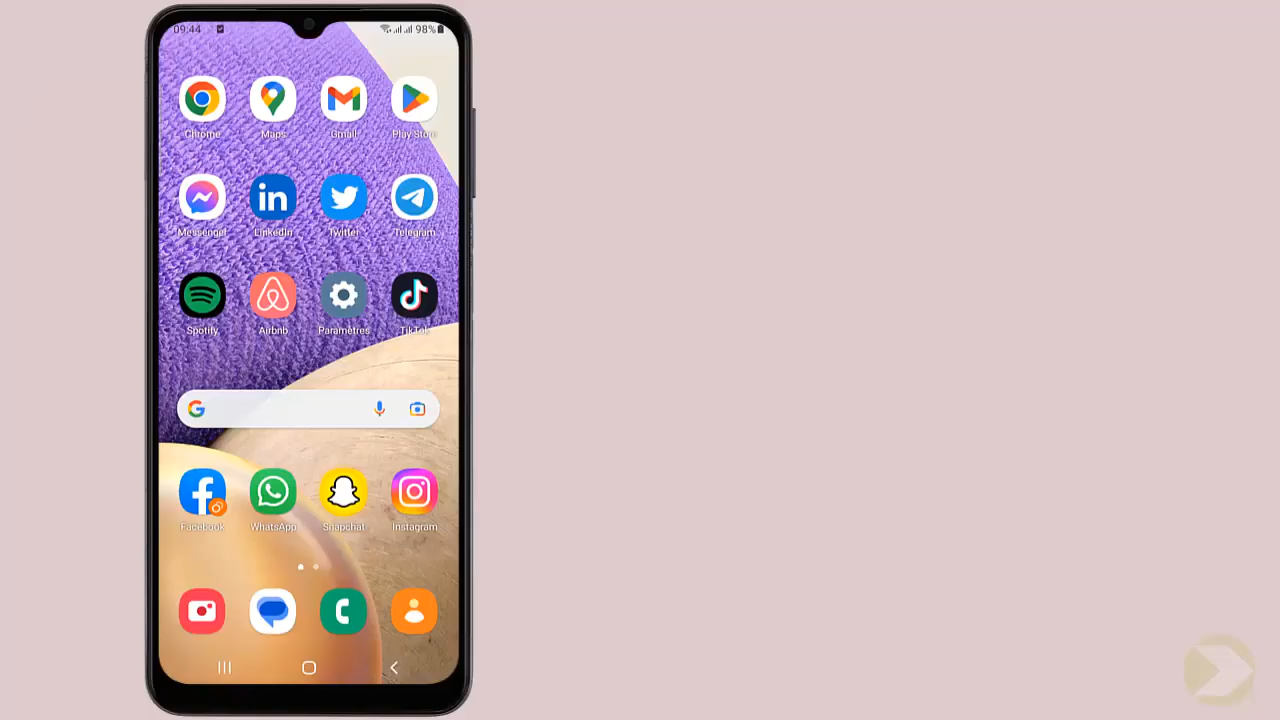 09:44 98%
Chrome Maps Gmail Play Store
Messenger LinkedIn Twitter Telegram
Spotify Airbnb Paramètres TikTok
Facebook WhatsApp Snapchat Instagram